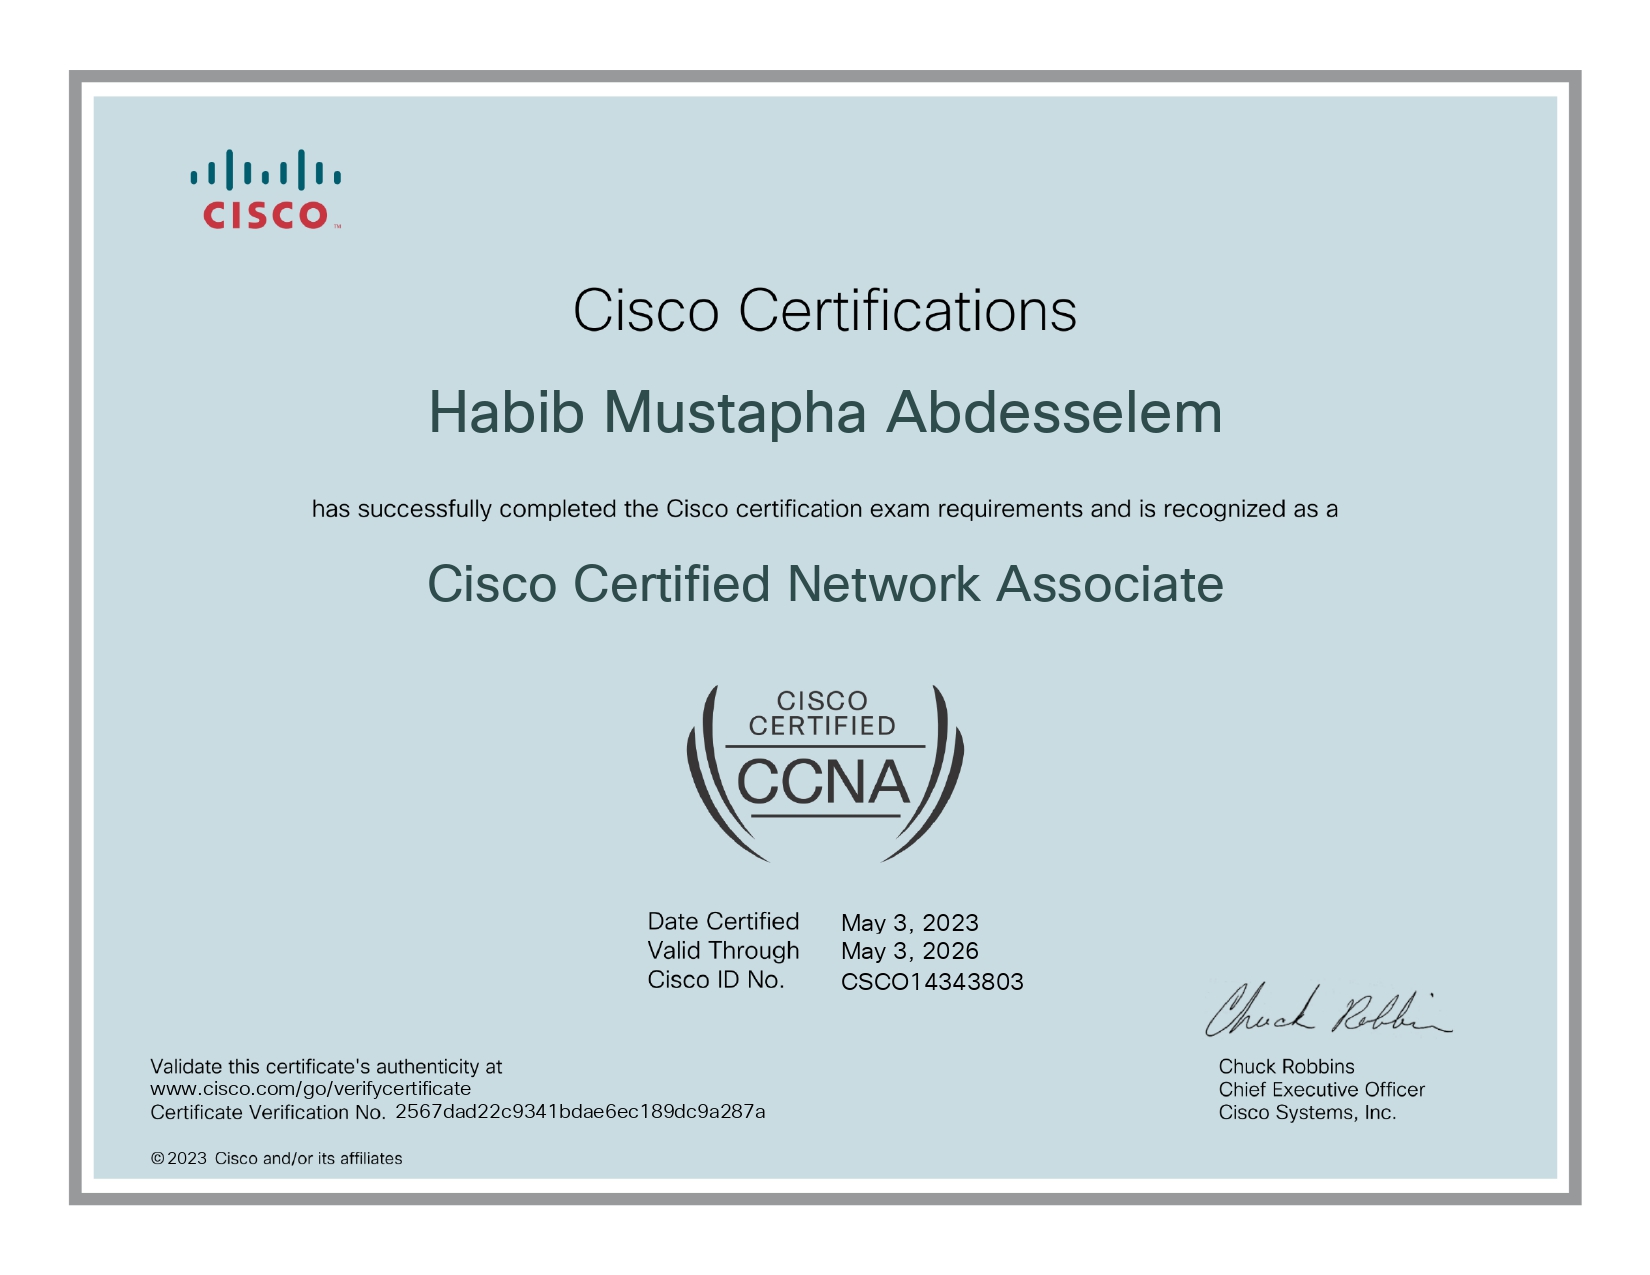 CISCO™
Cisco Certifications
Habib Mustapha Abdesselem
has successfully completed the Cisco certification exam requirements and is recognized as a
Cisco Certified Network Associate
CISCO
CERTIFIED
CCNA
Date Certified May 3, 2023
Valid Through May 3, 2026
Cisco ID No. CSCO14343803
Chuck Robbins
Validate this certificate's authenticity at
www.cisco.com/go/verifycertificate
Certificate Verification No. 2567dad22c9341bdae6ec189dc9a287a
©2023 Cisco and/or its affiliates
Chuck Robbins
Chief Executive Officer
Cisco Systems, Inc.